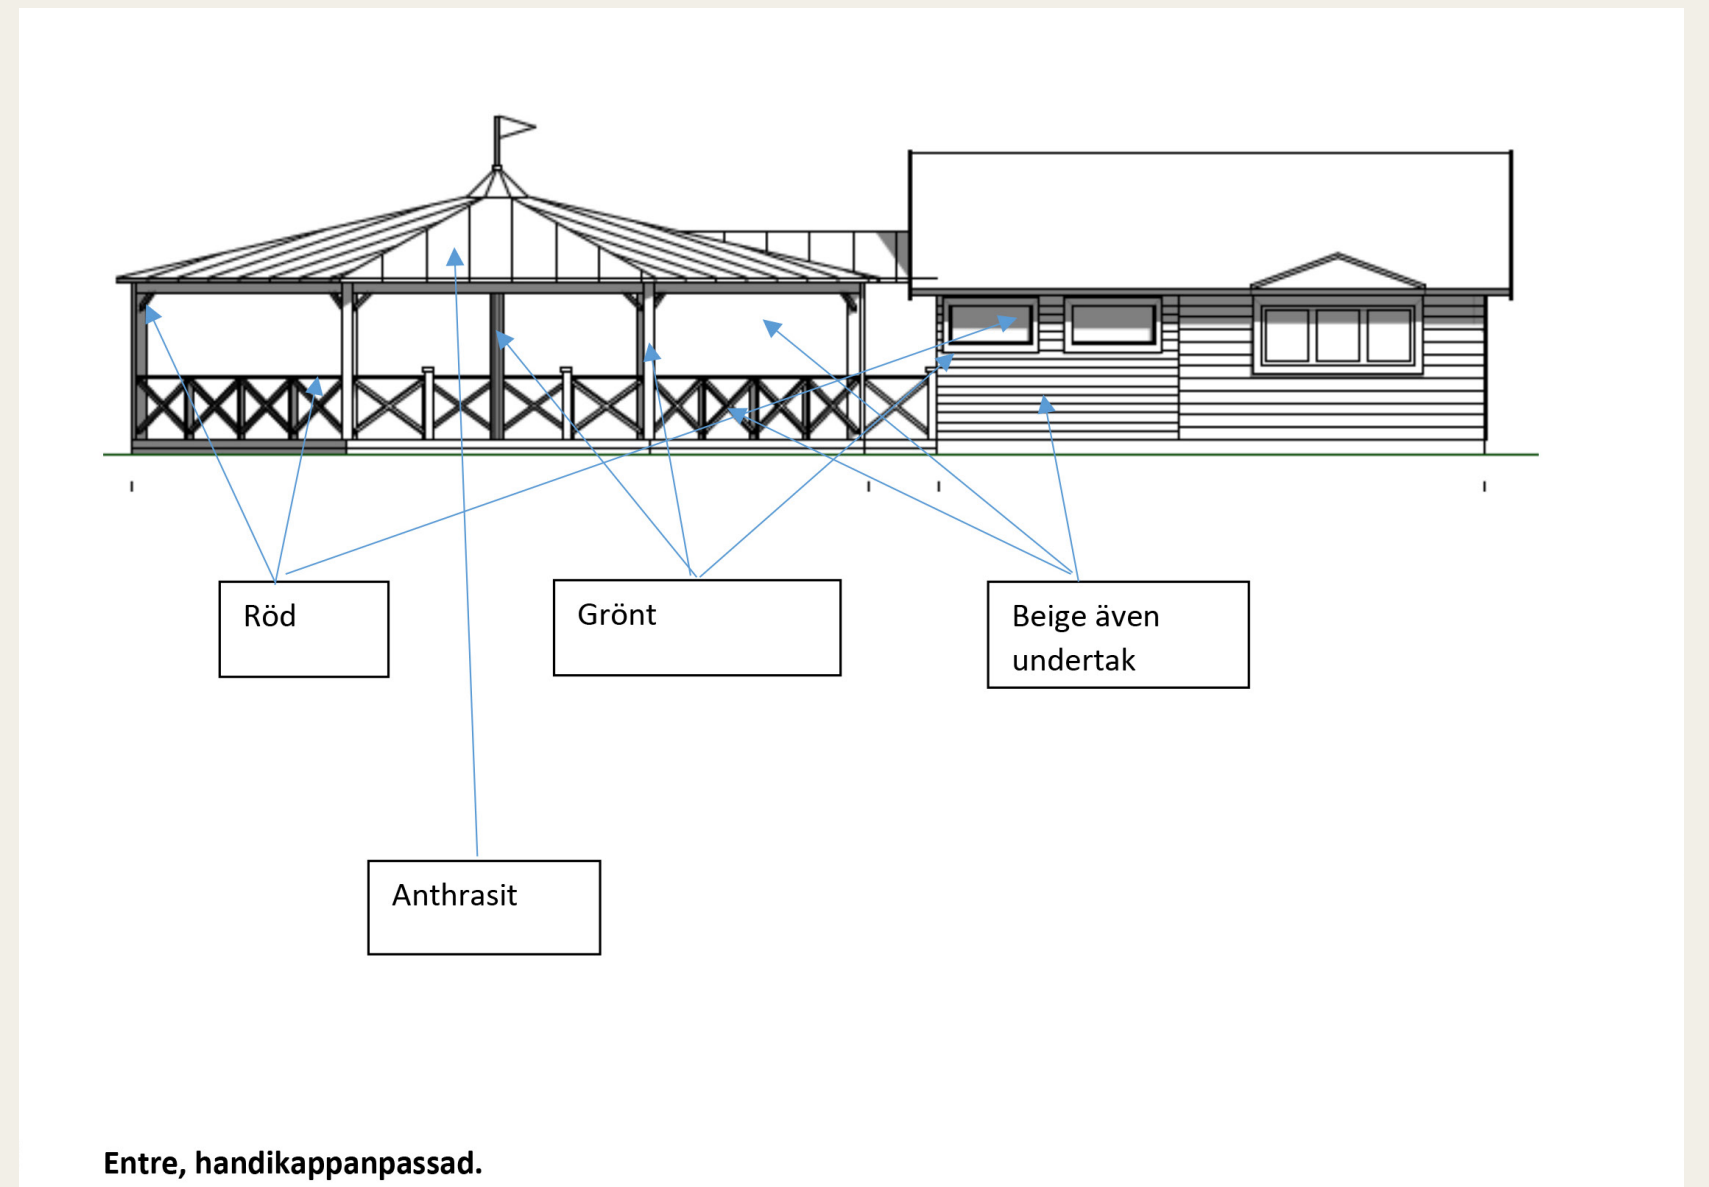 Röd
Grönt
Beige även
undertak
Anthrasit
Entre, handikappanpassad.